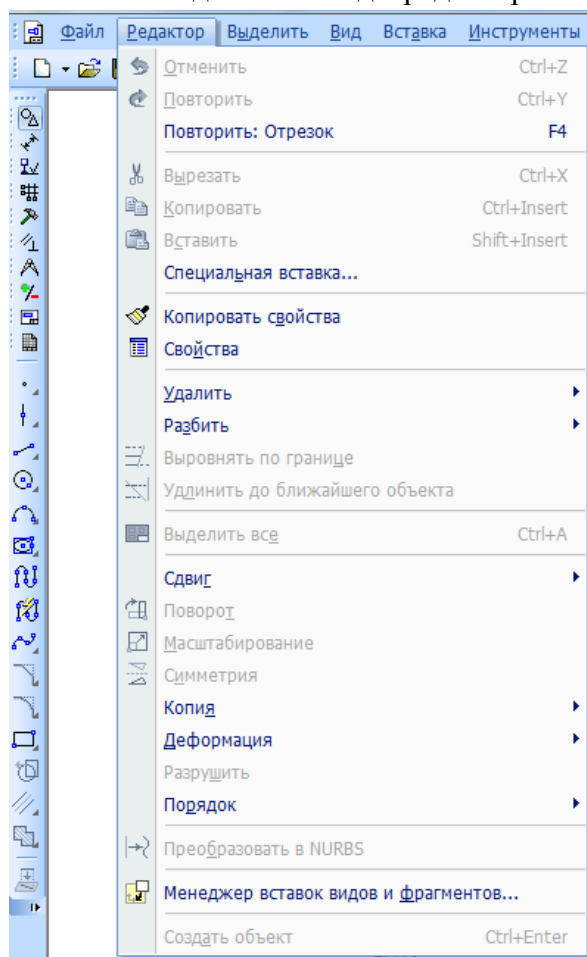 Файл Редактор Выделить Вид Вставка Инструменты
Отменить Ctrl+Z
Повторить Ctrl+Y
Повторить: Отрезок F4
Вырезать Ctrl+X
Копировать Ctrl+Insert
Вставить Shift+Insert
Специальная вставка...
Копировать свойства
Свойства
Удалить
Разбить
Выровнять по границе
Удлинить до ближайшего объекта
Выделить все Ctrl+A
Сдвиг
Поворот
Масштабирование
Симметрия
Копия
Деформация
Разрушить
Порядок
Преобразовать в NURBS
Менеджер вставок видов и фрагментов...
Создать объект Ctrl+Enter